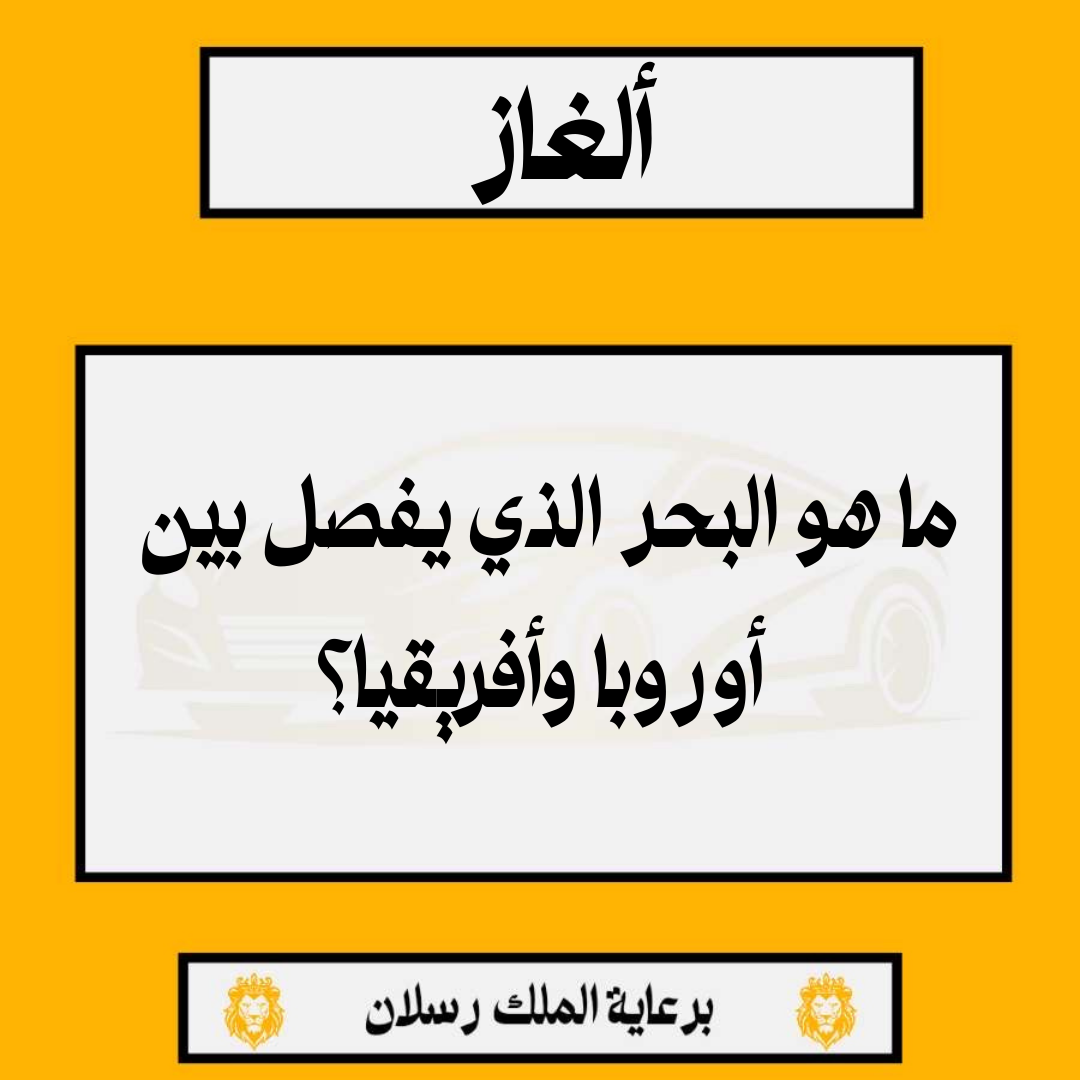 ألغاز
ما هو البحر الذي يفصل بين
أوروبا وأفريقيا؟
برعاية الملك رسلان